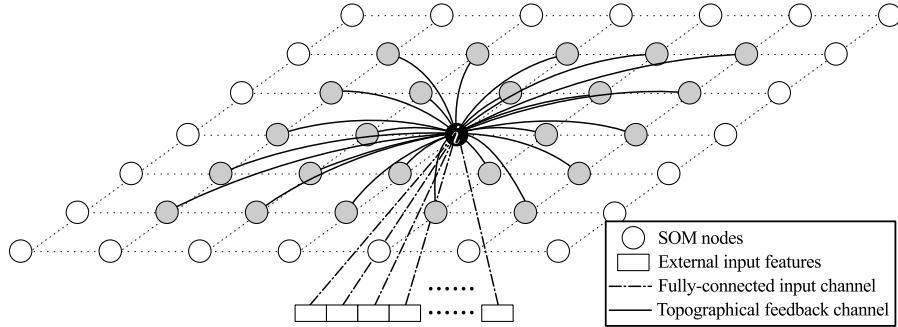 i
SOM nodes
External input features
Fully-connected input channel
Topographical feedback channel